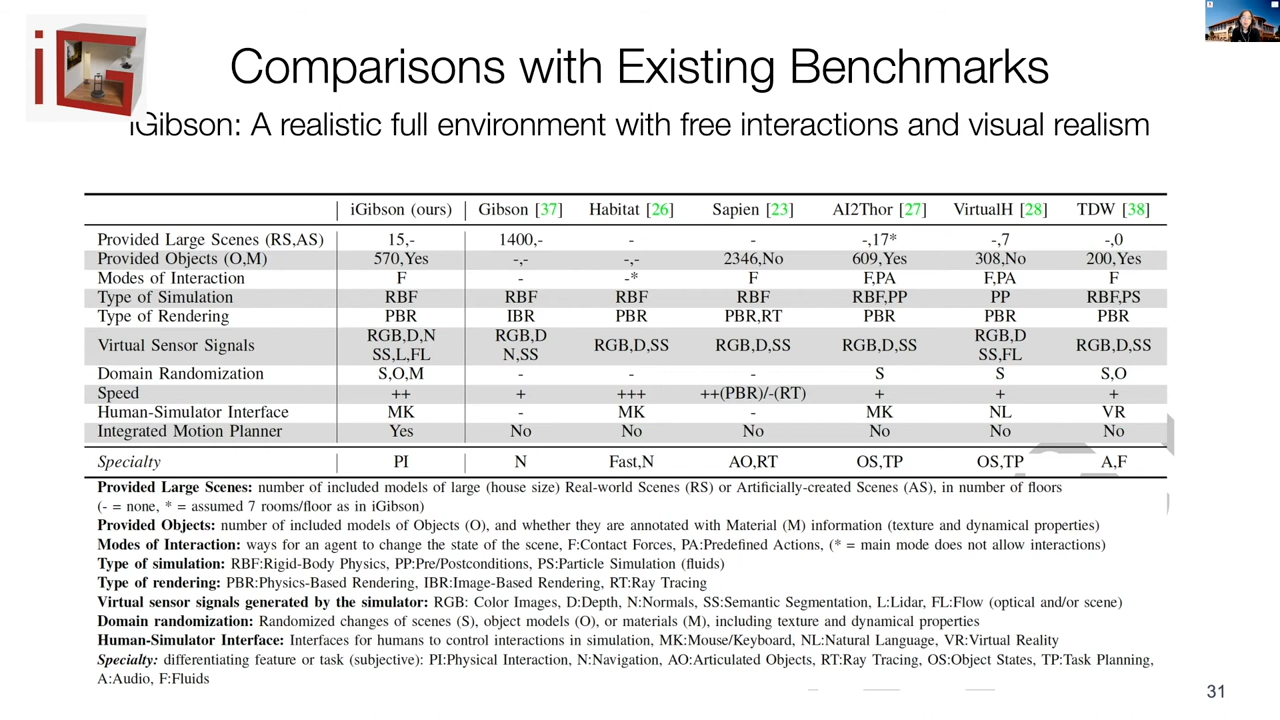 iG
Comparisons with Existing Benchmarks
iGibson: A realistic full environment with free interactions and visual realism
iGibson (ours) Gibson [37] Habitat [26] Sapien [23] AI2Thor [27] VirtualH [28] TDW [38]
Provided Large Scenes (RS,AS) 15,- 1400,- - - -,17* -,7 -,0
Provided Objects (O,M) 570,Yes -,- -,- 2346,No 609,Yes 308,No 200,Yes
Modes of Interaction F - -* F F,PA F,PA F
Type of Simulation RBF RBF RBF RBF RBF,PP PP RBF,PS
Type of Rendering PBR IBR PBR PBR,RT PBR PBR PBR
Virtual Sensor Signals RGB,D,N SS,L,FL RGB,D N,SS RGB,D,SS RGB,D,SS RGB,D,SS RGB,D SS,FL RGB,D,SS
Domain Randomization S,O,M - - - S S S,O
Speed ++ + +++ ++(PBR)/-(RT) + + +
Human-Simulator Interface MK - MK - MK NL VR
Integrated Motion Planner Yes No No No No No No
Specialty PI N Fast,N AO,RT OS,TP OS,TP A,F
Provided Large Scenes: number of included models of large (house size) Real-world Scenes (RS) or Artificially-created Scenes (AS), in number of floors
(- = none, * = assumed 7 rooms/floor as in iGibson)
Provided Objects: number of included models of Objects (O), and whether they are annotated with Material (M) information (texture and dynamical properties)
Modes of Interaction: ways for an agent to change the state of the scene, F:Contact Forces, PA:Predefined Actions, (* = main mode does not allow interactions)
Type of simulation: RBF:Rigid-Body Physics, PP:Pre/Postconditions, PS:Particle Simulation (fluids)
Type of rendering: PBR:Physics-Based Rendering, IBR:Image-Based Rendering, RT:Ray Tracing
Virtual sensor signals generated by the simulator: RGB: Color Images, D:Depth, N:Normals, SS:Semantic Segmentation, L:Lidar, FL:Flow (optical and/or scene)
Domain randomization: Randomized changes of scenes (S), object models (O), or materials (M), including texture and dynamical properties
Human-Simulator Interface: Interfaces for humans to control interactions in simulation, MK:Mouse/Keyboard, NL:Natural Language, VR:Virtual Reality
Specialty: differentiating feature or task (subjective): PI:Physical Interaction, N:Navigation, AO:Articulated Objects, RT:Ray Tracing, OS:Object States, TP:Task Planning,
A:Audio, F:Fluids
31